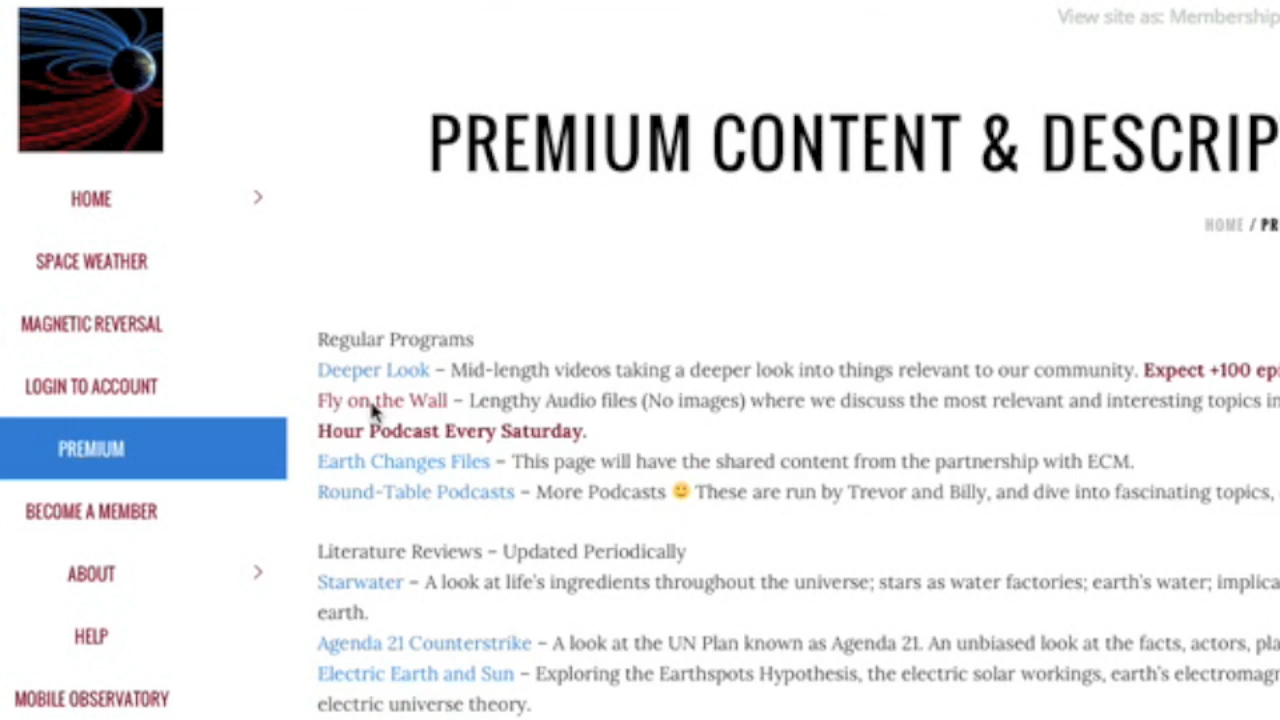 View site as: Membership
PREMIUM CONTENT & DESCRIP
HOME / PR
HOME
SPACE WEATHER
MAGNETIC REVERSAL
LOGIN TO ACCOUNT
PREMIUM
BECOME A MEMBER
ABOUT
HELP
MOBILE OBSERVATORY
Regular Programs
Deeper Look – Mid-length videos taking a deeper look into things relevant to our community. Expect +100 epi
Fly on the Wall – Lengthy Audio files (No images) where we discuss the most relevant and interesting topics in
Hour Podcast Every Saturday.
Earth Changes Files – This page will have the shared content from the partnership with ECM.
Round-Table Podcasts – More Podcasts 🙂 These are run by Trevor and Billy, and dive into fascinating topics,
Literature Reviews – Updated Periodically
Starwater – A look at life's ingredients throughout the universe; stars as water factories; earth's water; implica
earth.
Agenda 21 Counterstrike – A look at the UN Plan known as Agenda 21. An unbiased look at the facts, actors, pla
Electric Earth and Sun – Exploring the Earthspots Hypothesis, the electric solar workings, earth's electromagn
electric universe theory.